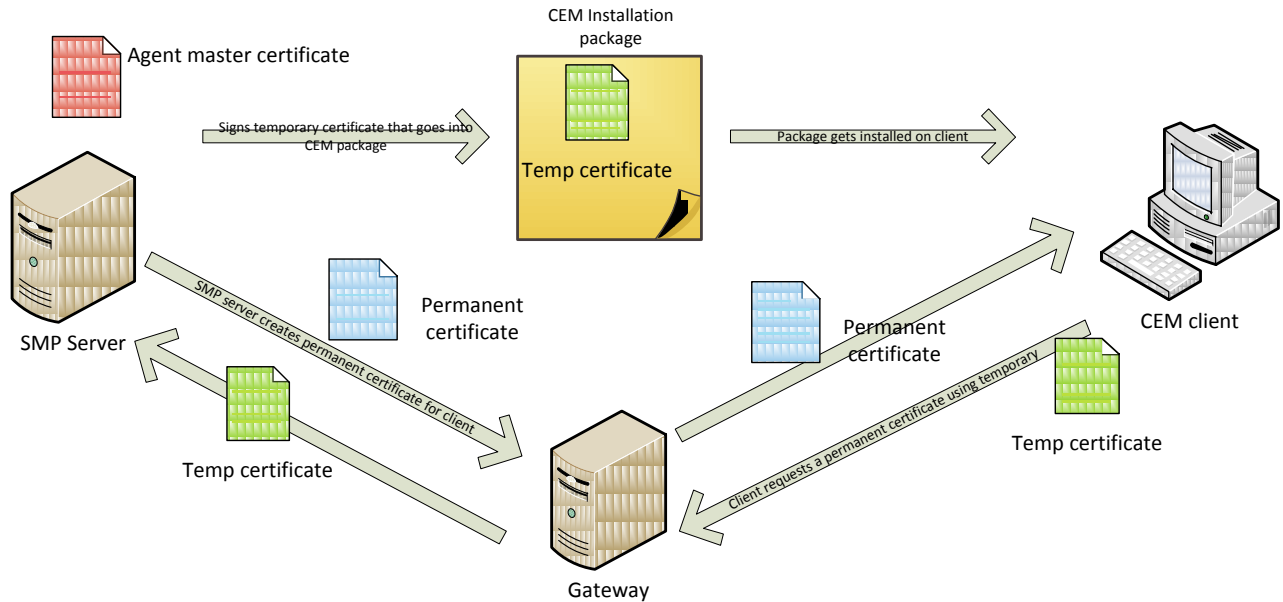 CEM Installation
package
Agent master certificate
Signs temporary certificate that goes into
CEM package
Temp certificate
Package gets installed on client
SMP Server
SMP server creates permanent certificate for client
Permanent
certificate
Permanent
certificate
CEM client
Temp certificate
Client requests a permanent certificate using temporary
Temp certificate
Gateway